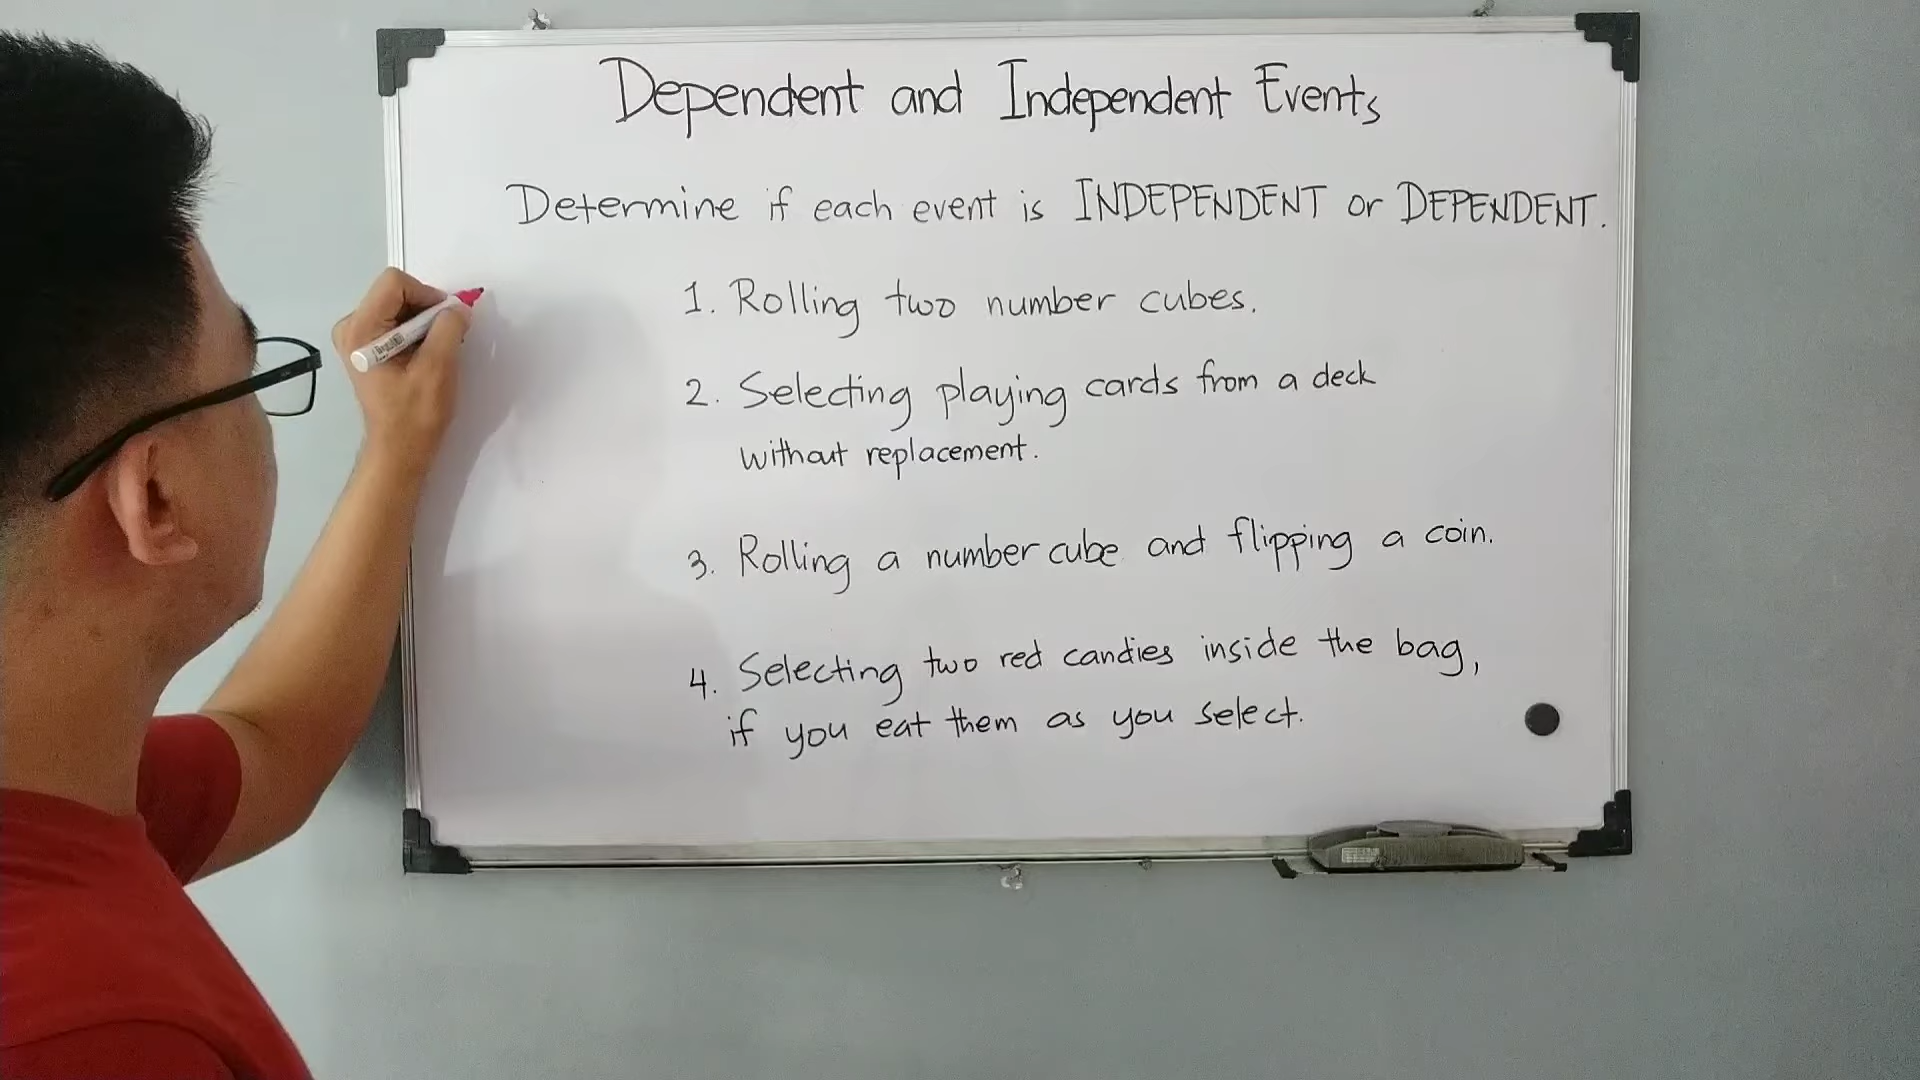 Dependent and Independent Events
Determine if each event is INDEPENDENT or DEPENDENT.
1. Rolling two number cubes.
2. Selecting playing cards from a deck
without replacement.
3. Rolling a number cube and flipping a coin.
4. Selecting two red candies inside the bag,
if you eat them as you select.